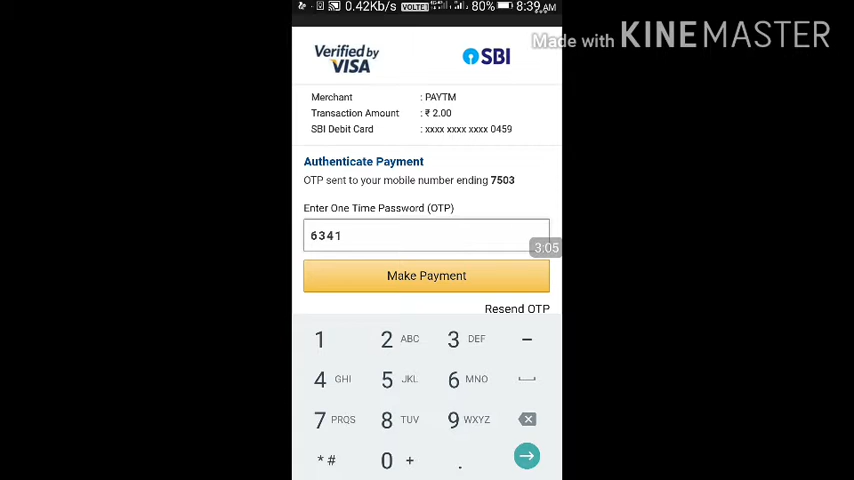 0.42Kb/s VOLTE1 80% 8:39 AM
Made with KINEMASTER
Verified by
VISA
SBI
Merchant : PAYTM
Transaction Amount : ₹ 2.00
SBI Debit Card : xxxx xxxx xxxx 0459
Authenticate Payment
OTP sent to your mobile number ending 7503
Enter One Time Password (OTP)
6341
3:05
Make Payment
Resend OTP
1 2 ABC 3 DEF -
4 GHI 5 JKL 6 MNO
7 PRQS 8 TUV 9 WXYZ
*# 0 + .